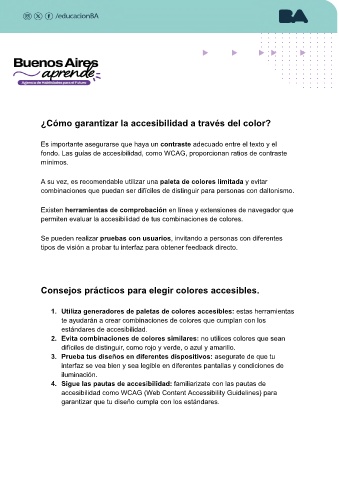 /educacionBA
BA
Buenos Aires
aprende
Agencia de Habilidades para el Futuro
¿Cómo garantizar la accesibilidad a través del color?
Es importante asegurarse que haya un contraste adecuado entre el texto y el
fondo. Las guías de accesibilidad, como WCAG, proporcionan ratios de contraste
mínimos.
A su vez, es recomendable utilizar una paleta de colores limitada y evitar
combinaciones que puedan ser difíciles de distinguir para personas con daltonismo.
Existen herramientas de comprobación en línea y extensiones de navegador que
permiten evaluar la accesibilidad de tus combinaciones de colores.
Se pueden realizar pruebas con usuarios, invitando a personas con diferentes
tipos de visión a probar tu interfaz para obtener feedback directo.
Consejos prácticos para elegir colores accesibles.
1. Utiliza generadores de paletas de colores accesibles: estas herramientas
te ayudarán a crear combinaciones de colores que cumplan con los
estándares de accesibilidad.
2. Evita combinaciones de colores similares: no utilices colores que sean
difíciles de distinguir, como rojo y verde, o azul y amarillo.
3. Prueba tus diseños en diferentes dispositivos: asegurate de que tu
interfaz se vea bien y sea legible en diferentes pantallas y condiciones de
iluminación.
4. Sigue las pautas de accesibilidad: familiarízate con las pautas de
accesibilidad como WCAG (Web Content Accessibility Guidelines) para
garantizar que tu diseño cumpla con los estándares.